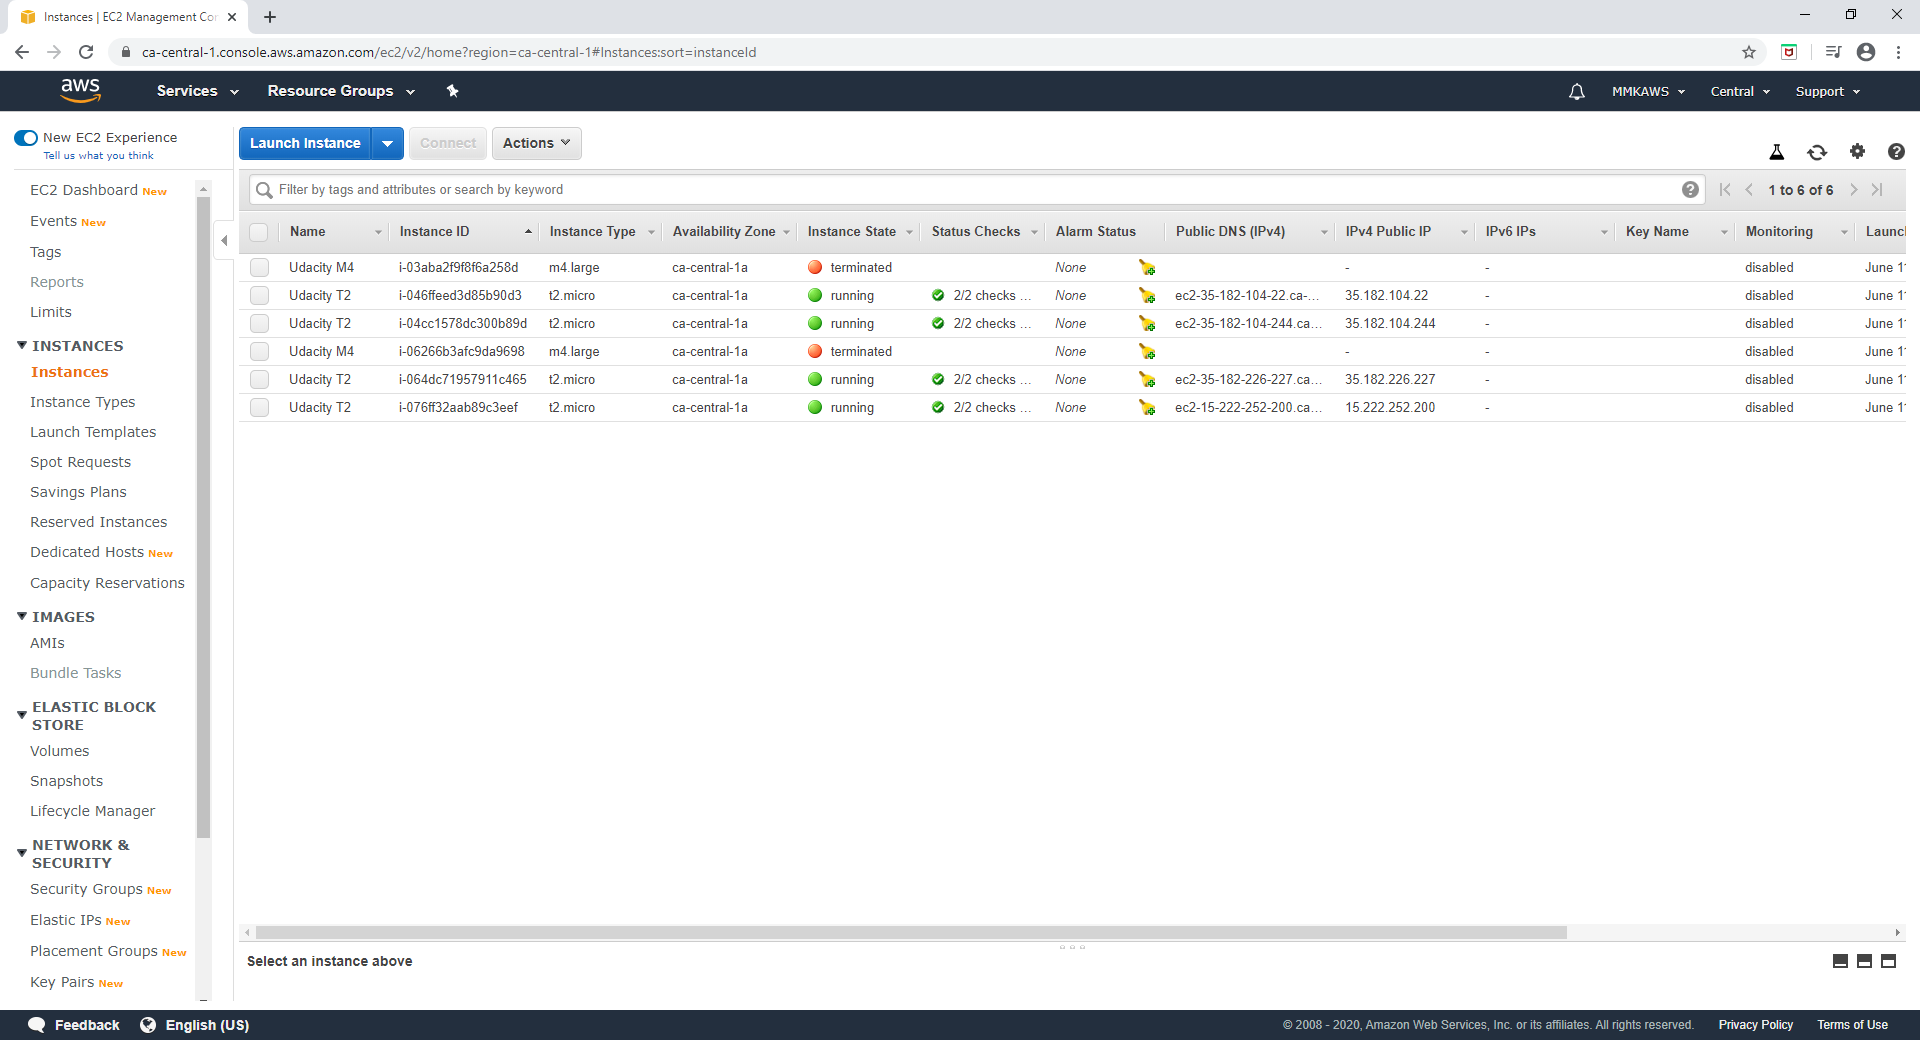 Instances | EC2 Management Con
ca-central-1.console.aws.amazon.com/ec2/v2/home?region=ca-central-1#Instances:sort=instanceId
aws Services Resource Groups MMKAWS Central Support
New EC2 Experience
Tell us what you think
EC2 Dashboard New
Events New
Tags
Reports
Limits
INSTANCES
Instances
Instance Types
Launch Templates
Spot Requests
Savings Plans
Reserved Instances
Dedicated Hosts New
Capacity Reservations
IMAGES
AMIs
Bundle Tasks
ELASTIC BLOCK
STORE
Volumes
Snapshots
Lifecycle Manager
NETWORK &
SECURITY
Security Groups New
Elastic IPs New
Placement Groups New
Key Pairs New
Launch Instance Connect Actions
Filter by tags and attributes or search by keyword
1 to 6 of 6
Name Instance ID Instance Type Availability Zone Instance State Status Checks Alarm Status Public DNS (IPv4) IPv4 Public IP IPv6 IPs Key Name Monitoring Launc
Udacity M4 i-03aba2f9f8f6a258d m4.large ca-central-1a terminated None - - disabled June 1
Udacity T2 i-046ffeed3d85b90d3 t2.micro ca-central-1a running 2/2 checks ... None ec2-35-182-104-22.ca-... 35.182.104.22 - disabled June 1
Udacity T2 i-04cc1578dc300b89d t2.micro ca-central-1a running 2/2 checks ... None ec2-35-182-104-244.ca... 35.182.104.244 - disabled June 1
Udacity M4 i-06266b3afc9da9698 m4.large ca-central-1a terminated None - - disabled June 1
Udacity T2 i-064dc71957911c465 t2.micro ca-central-1a running 2/2 checks ... None ec2-35-182-226-227.ca... 35.182.226.227 - disabled June 1
Udacity T2 i-076ff32aab89c3eef t2.micro ca-central-1a running 2/2 checks ... None ec2-15-222-252-200.ca... 15.222.252.200 - disabled June 1
Select an instance above
Feedback English (US) © 2008 - 2020, Amazon Web Services, Inc. or its affiliates. All rights reserved. Privacy Policy Terms of Use